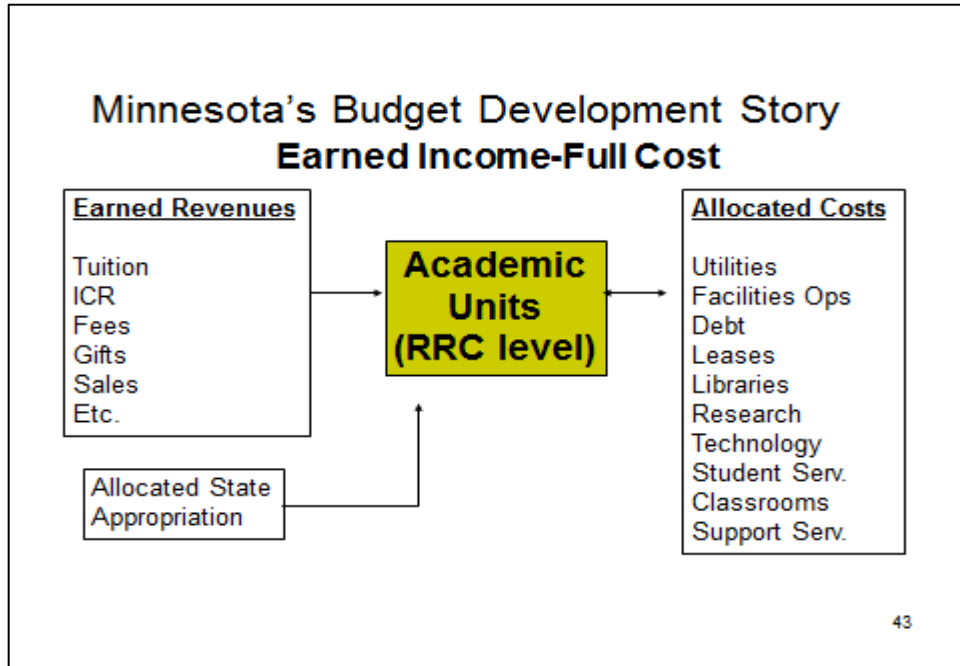 Minnesota's Budget Development Story
Earned Income-Full Cost
Earned Revenues
Tuition
ICR
Fees
Gifts
Sales
Etc.
Allocated State
Appropriation
Academic
Units
(RRC level)
Allocated Costs
Utilities
Facilities Ops
Debt
Leases
Libraries
Research
Technology
Student Serv.
Classrooms
Support Serv.
43